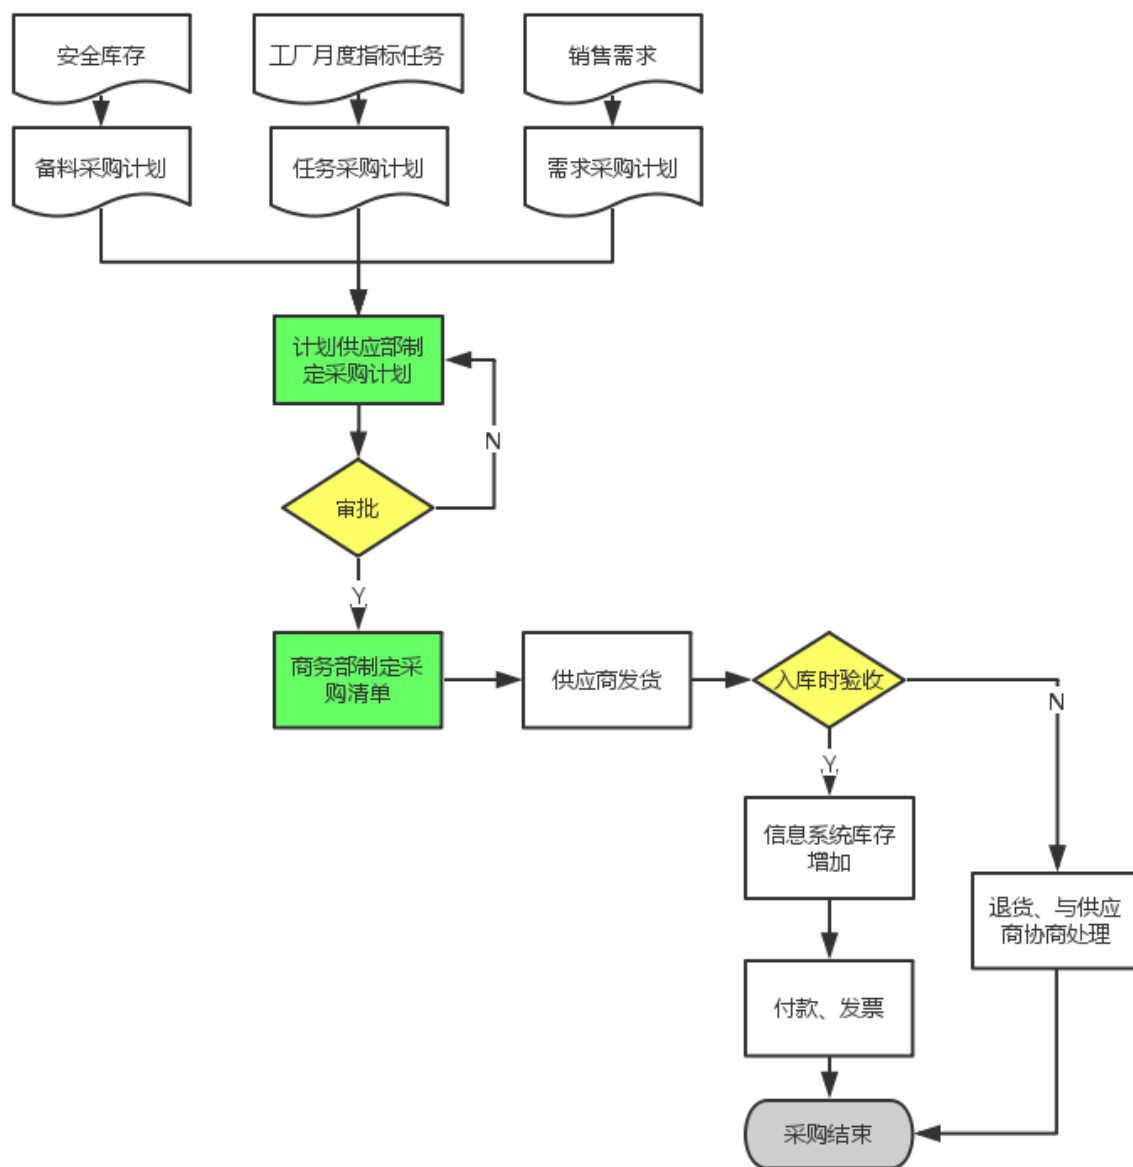 安全库存
工厂月度指标任务
销售需求
备料采购计划
任务采购计划
需求采购计划
计划供应部制
定采购计划
N
审批
Y
商务部制定采
购清单
供应商发货
入库时验收
N
Y
信息系统库存
增加
退货、与供应
商协商处理
付款、发票
采购结束